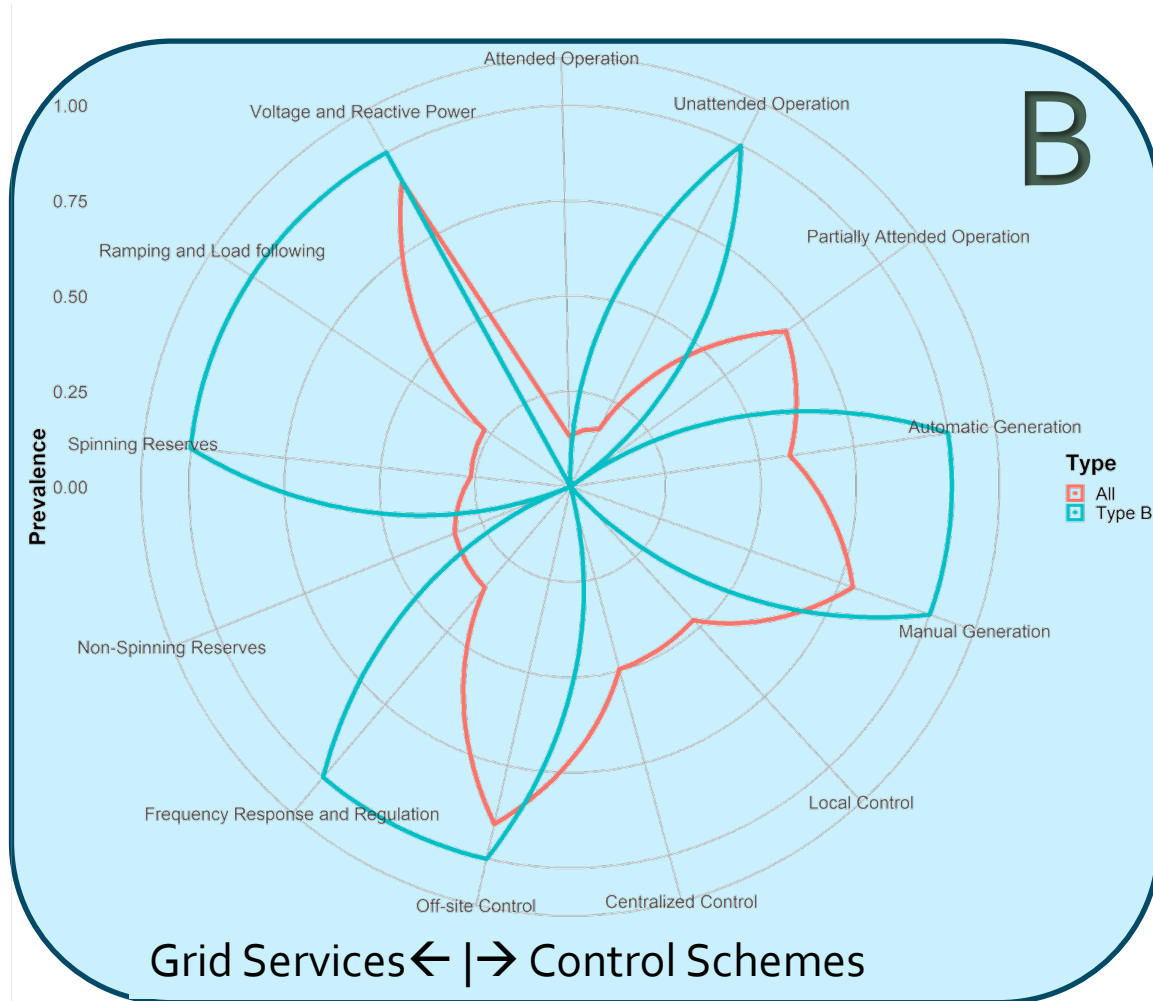 Attended Operation
B
Unattended Operation
1.00
Voltage and Reactive Power
0.75
Partially Attended Operation
Ramping and Load following
0.50
0.25
Automatic Generation
Spinning Reserves
Prevalence
Type
All
Type B
0.00
Manual Generation
Non-Spinning Reserves
Local Control
Frequency Response and Regulation
Centralized Control
Off-site Control
Grid Services← |→ Control Schemes